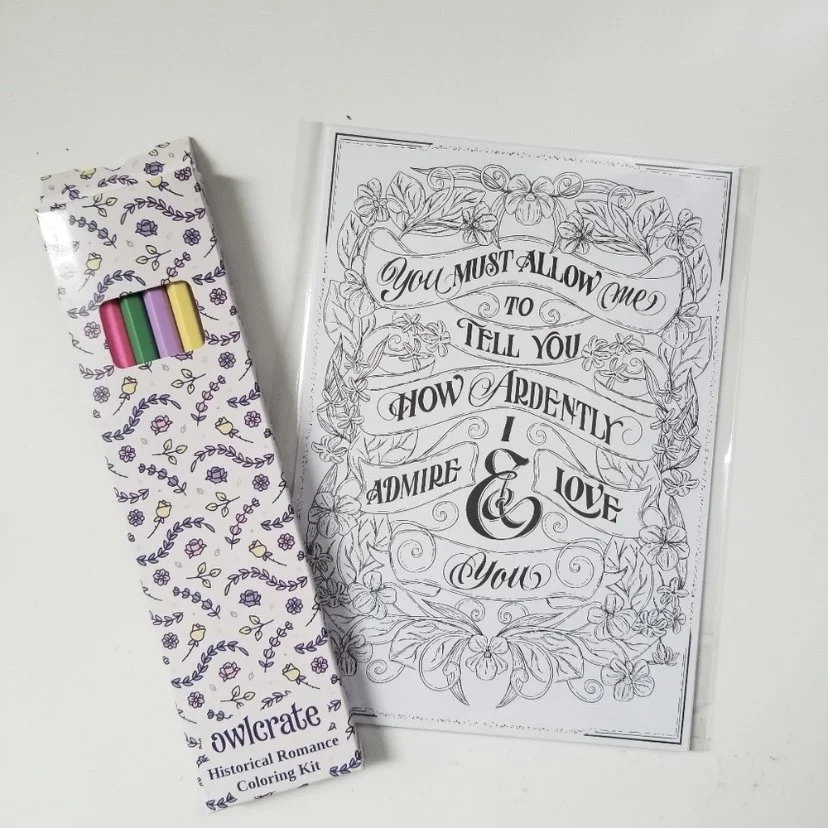 You MUST ALLOW me
TO
TELL YOU
HOW ARDENTLY
I
ADMIRE & LOVE
You
owlcrate
Historical Romance
Coloring Kit